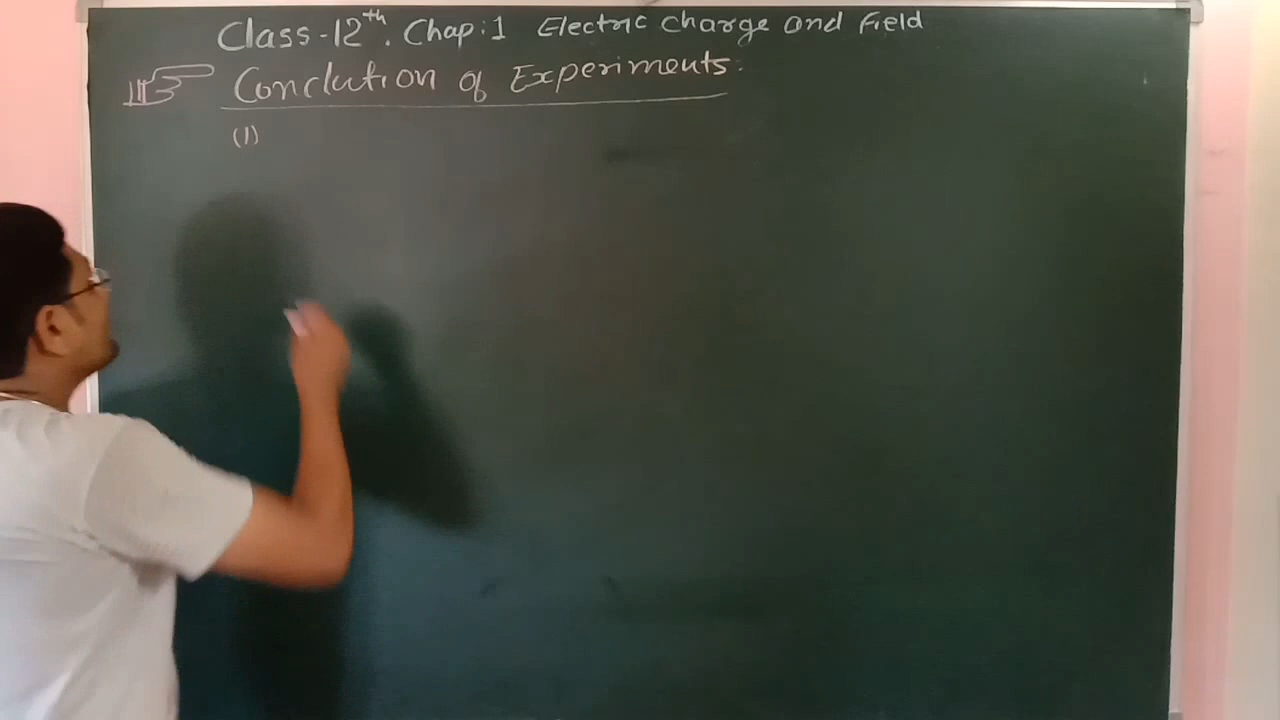 Class-12th. Chap:1 Electric Charge and Field
Conclution of Experiments.
(1)